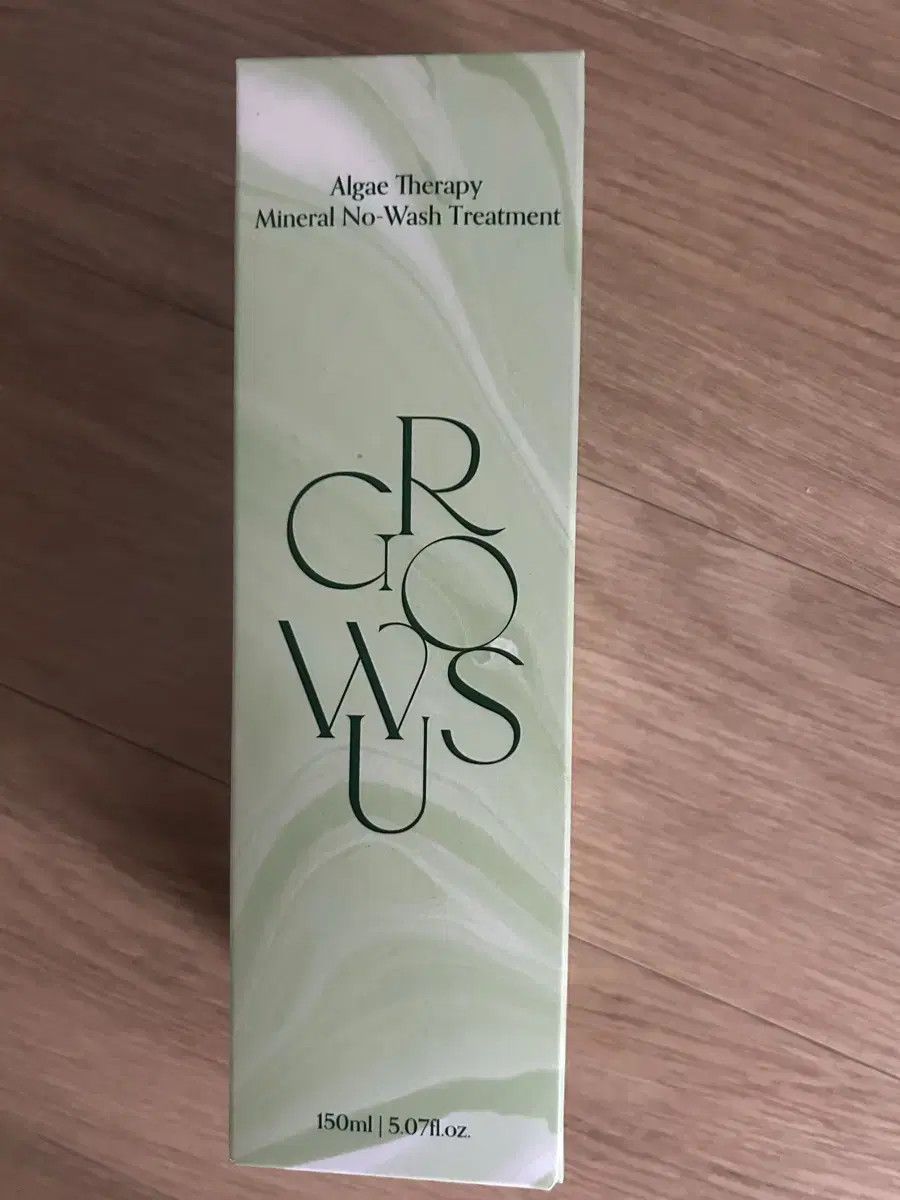 Algae Therapy
Mineral No-Wash Treatment
GROWUS
150ml | 5.07fl.oz.